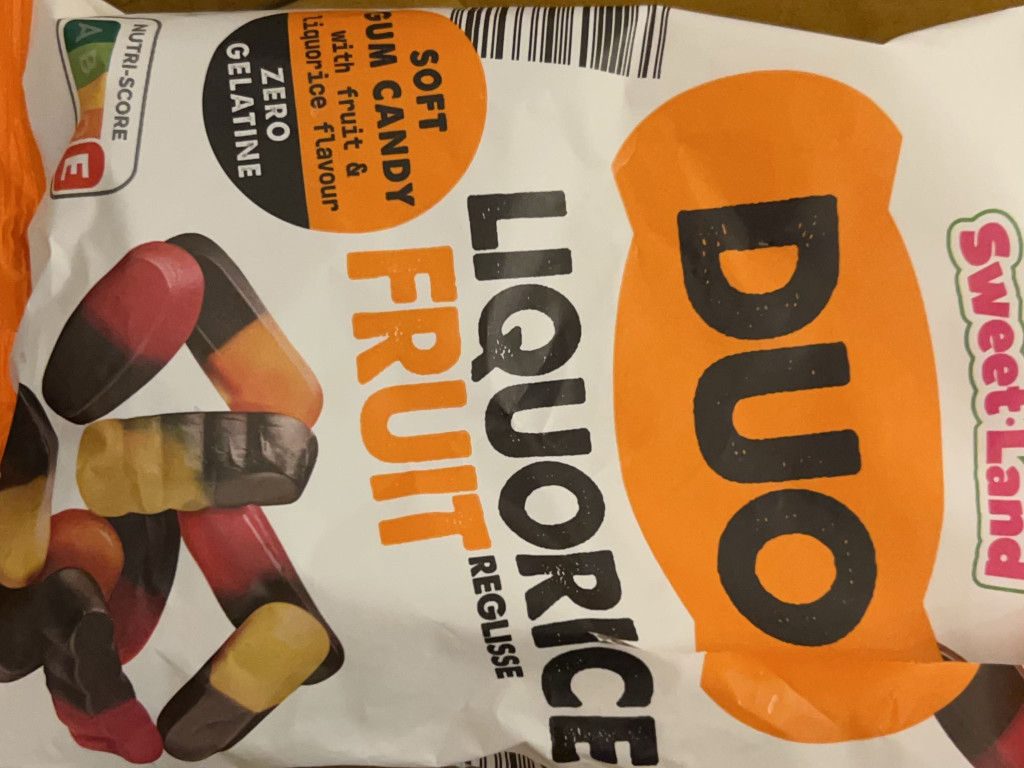 Sweet·Land
DUO
LIQUORICE
REGLISSE
FRUIT
SOFT
GUM CANDY
with fruit &
liquorice flavour
ZERO
GELATINE
NUTRI-SCORE
A B E